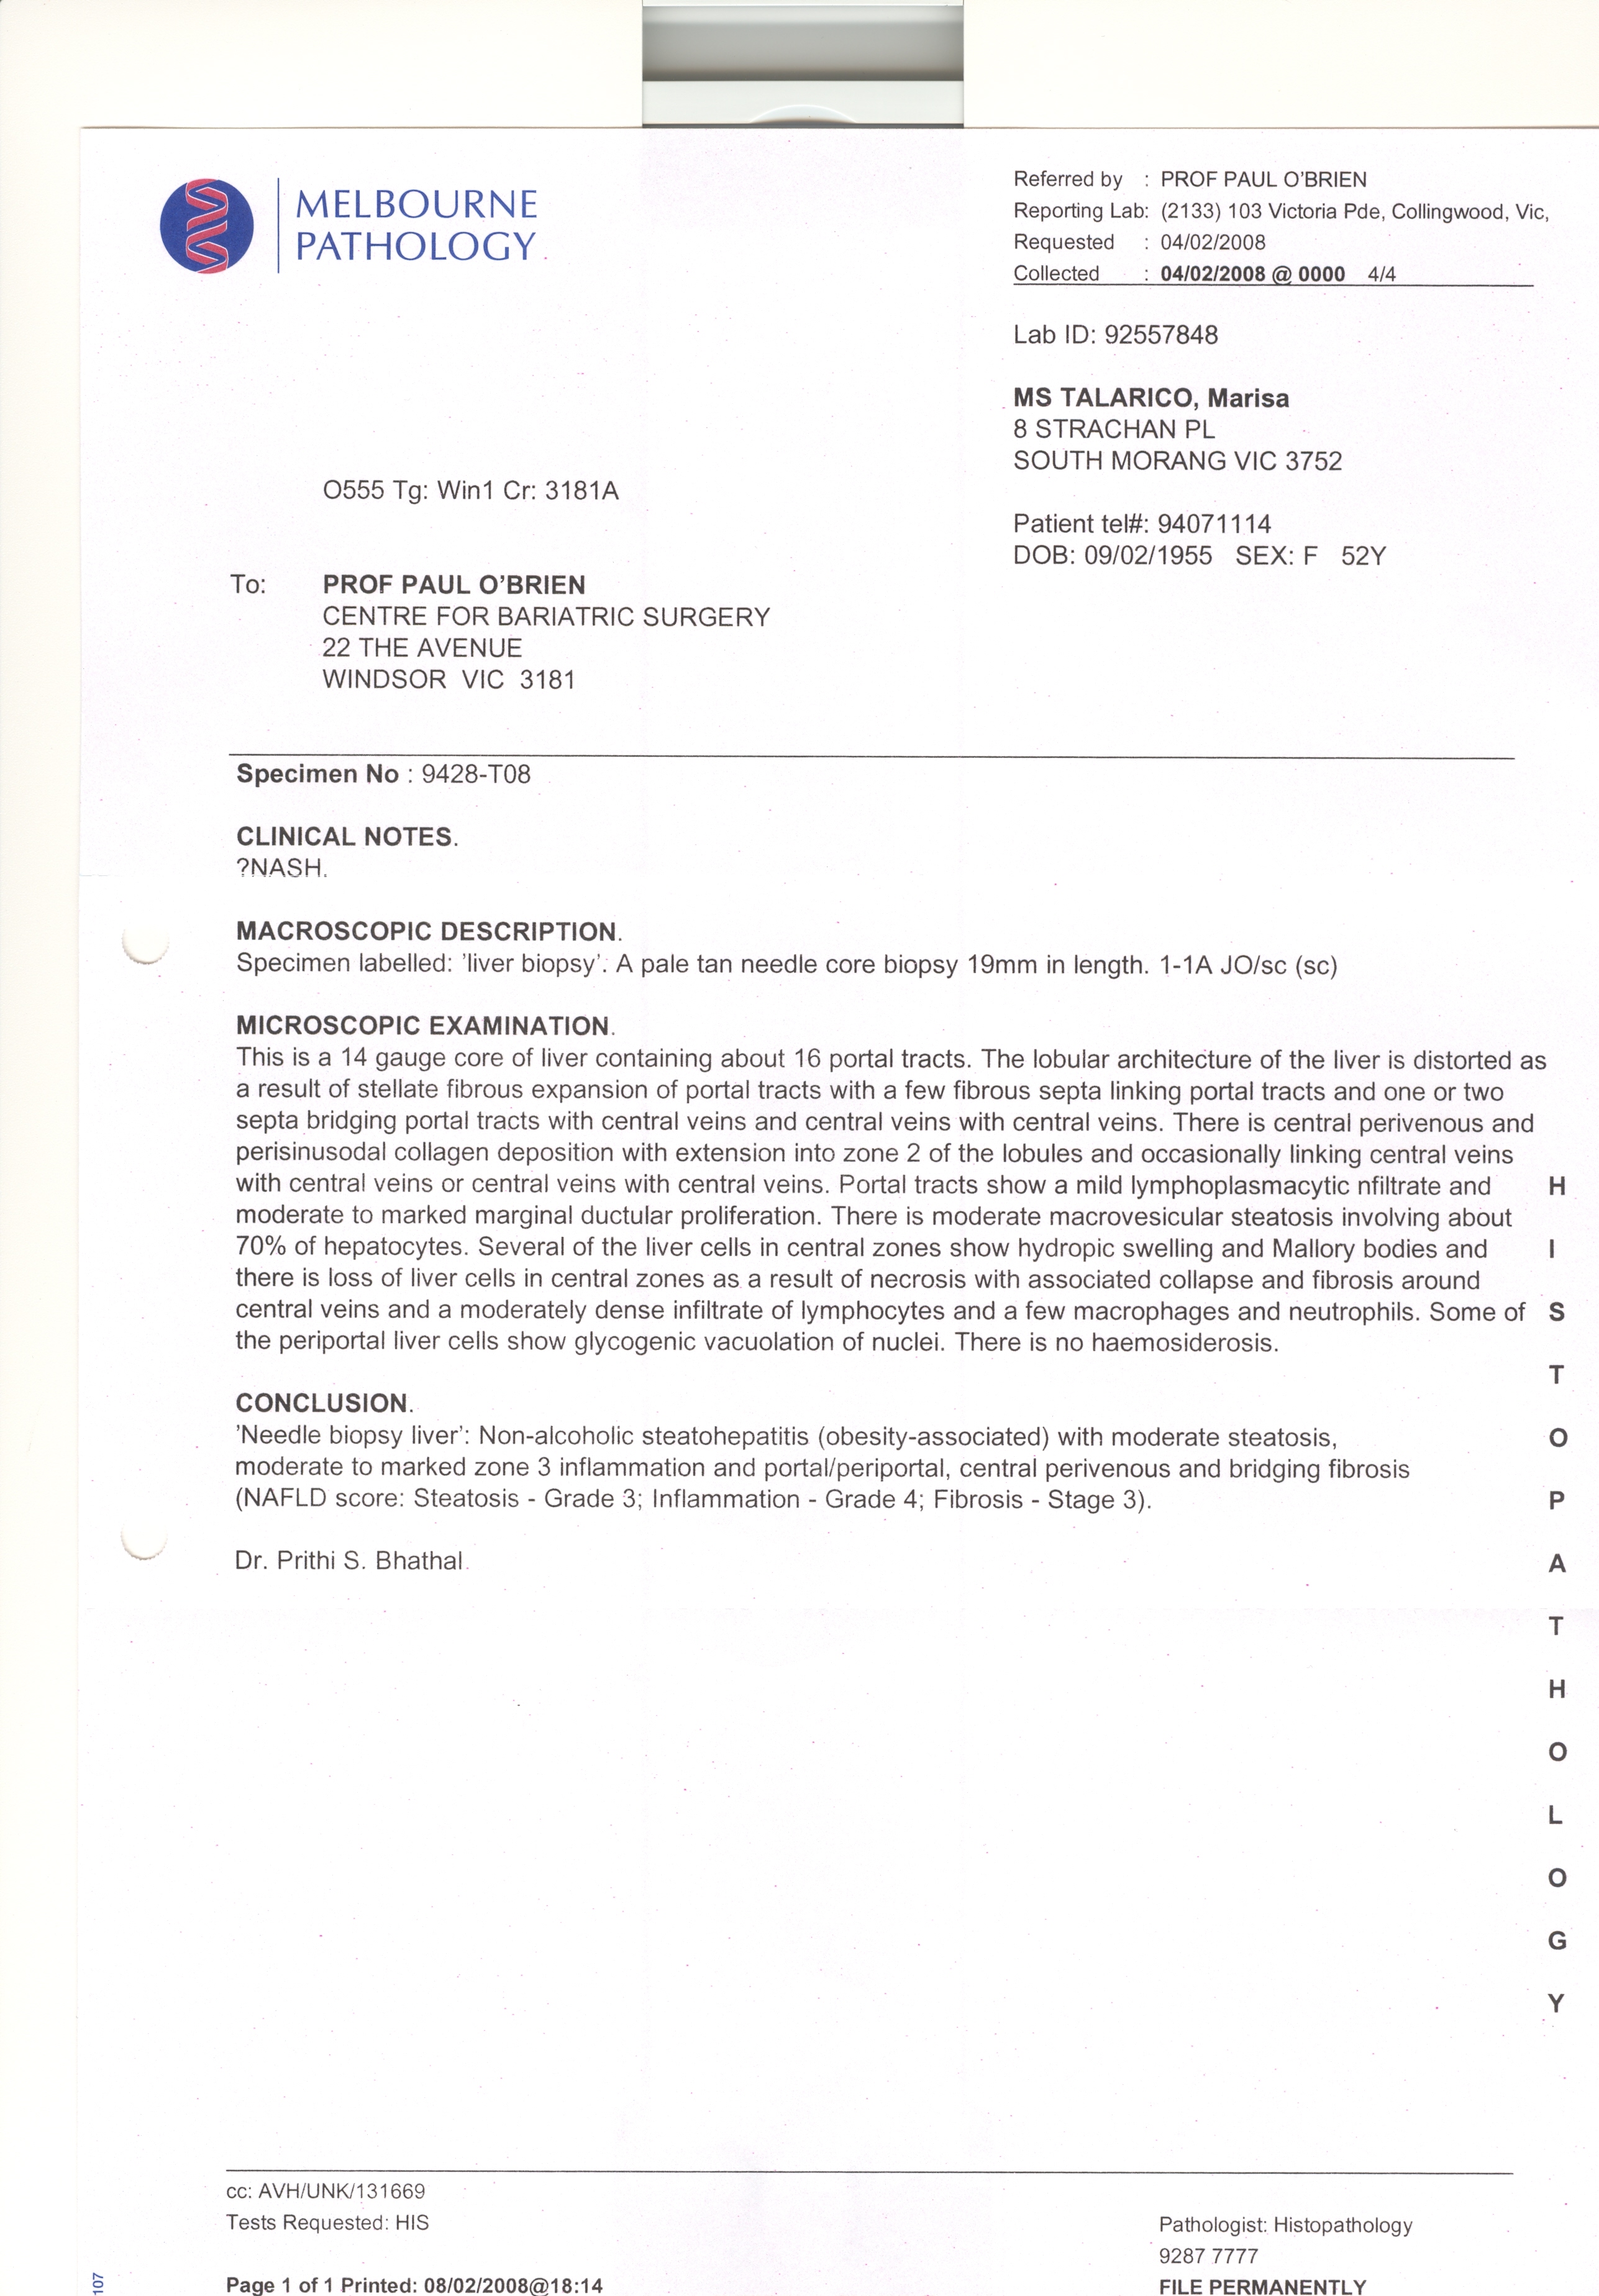 MELBOURNE
PATHOLOGY
Referred by : PROF PAUL O'BRIEN
Reporting Lab: (2133) 103 Victoria Pde, Collingwood, Vic,
Requested : 04/02/2008
Collected : 04/02/2008 @ 0000 4/4
Lab ID: 92557848
MS TALARICO, Marisa
8 STRACHAN PL
SOUTH MORANG VIC 3752
O555 Tg: Win1 Cr: 3181A
Patient tel#: 94071114
DOB: 09/02/1955 SEX: F 52Y
To: PROF PAUL O'BRIEN
CENTRE FOR BARIATRIC SURGERY
22 THE AVENUE
WINDSOR VIC 3181
Specimen No : 9428-T08
CLINICAL NOTES.
?NASH.
MACROSCOPIC DESCRIPTION.
Specimen labelled: 'liver biopsy'. A pale tan needle core biopsy 19mm in length. 1-1A JO/sc (sc)
MICROSCOPIC EXAMINATION.
This is a 14 gauge core of liver containing about 16 portal tracts. The lobular architecture of the liver is distorted as
a result of stellate fibrous expansion of portal tracts with a few fibrous septa linking portal tracts and one or two
septa bridging portal tracts with central veins and central veins with central veins. There is central perivenous and
perisinusodal collagen deposition with extension into zone 2 of the lobules and occasionally linking central veins
with central veins or central veins with central veins. Portal tracts show a mild lymphoplasmacytic nfiltrate and
moderate to marked marginal ductular proliferation. There is moderate macrovesicular steatosis involving about
70% of hepatocytes. Several of the liver cells in central zones show hydropic swelling and Mallory bodies and
there is loss of liver cells in central zones as a result of necrosis with associated collapse and fibrosis around
central veins and a moderately dense infiltrate of lymphocytes and a few macrophages and neutrophils. Some of
the periportal liver cells show glycogenic vacuolation of nuclei. There is no haemosiderosis.
CONCLUSION.
'Needle biopsy liver': Non-alcoholic steatohepatitis (obesity-associated) with moderate steatosis,
moderate to marked zone 3 inflammation and portal/periportal, central perivenous and bridging fibrosis
(NAFLD score: Steatosis - Grade 3; Inflammation - Grade 4; Fibrosis - Stage 3).
Dr. Prithi S. Bhathal.
HISTOPATHOLOGY
cc: AVH/UNK/131669
Tests Requested: HIS
Pathologist: Histopathology
9287 7777
Page 1 of 1 Printed: 08/02/2008@18:14
FILE PERMANENTLY
107